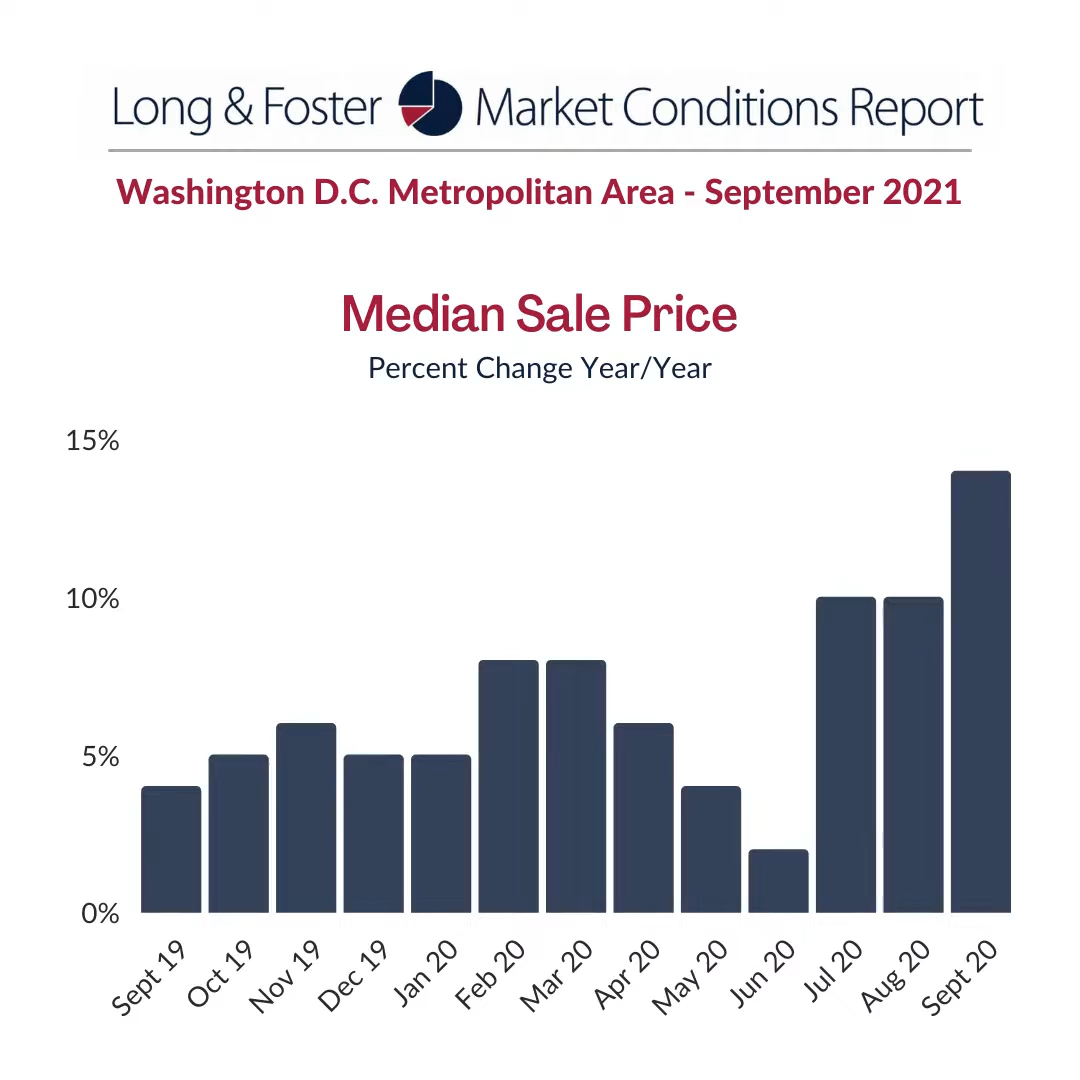 Long & Foster Market Conditions Report
Washington D.C. Metropolitan Area - September 2021
Median Sale Price
Percent Change Year/Year
15%
10%
5%
0%
Sept 19
Oct 19
Nov 19
Dec 19
Jan 20
Feb 20
Mar 20
Apr 20
May 20
Jun 20
Jul 20
Aug 20
Sept 20